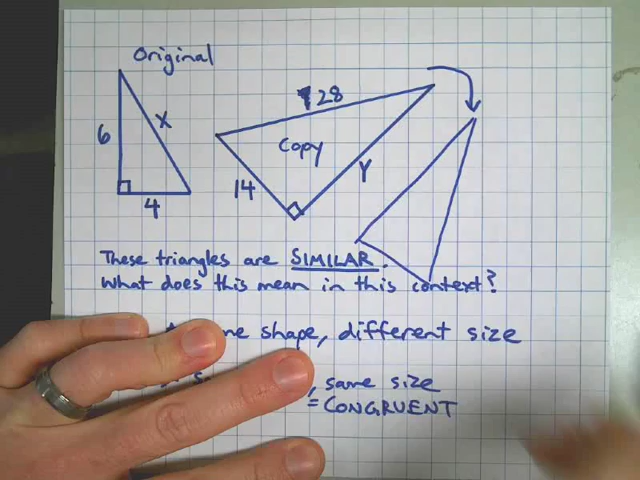 Original
28
6
X
Copy
14
Y
4
These triangles are SIMILAR.
What does this mean in this context?
shape, different size
, same size
= CONGRUENT